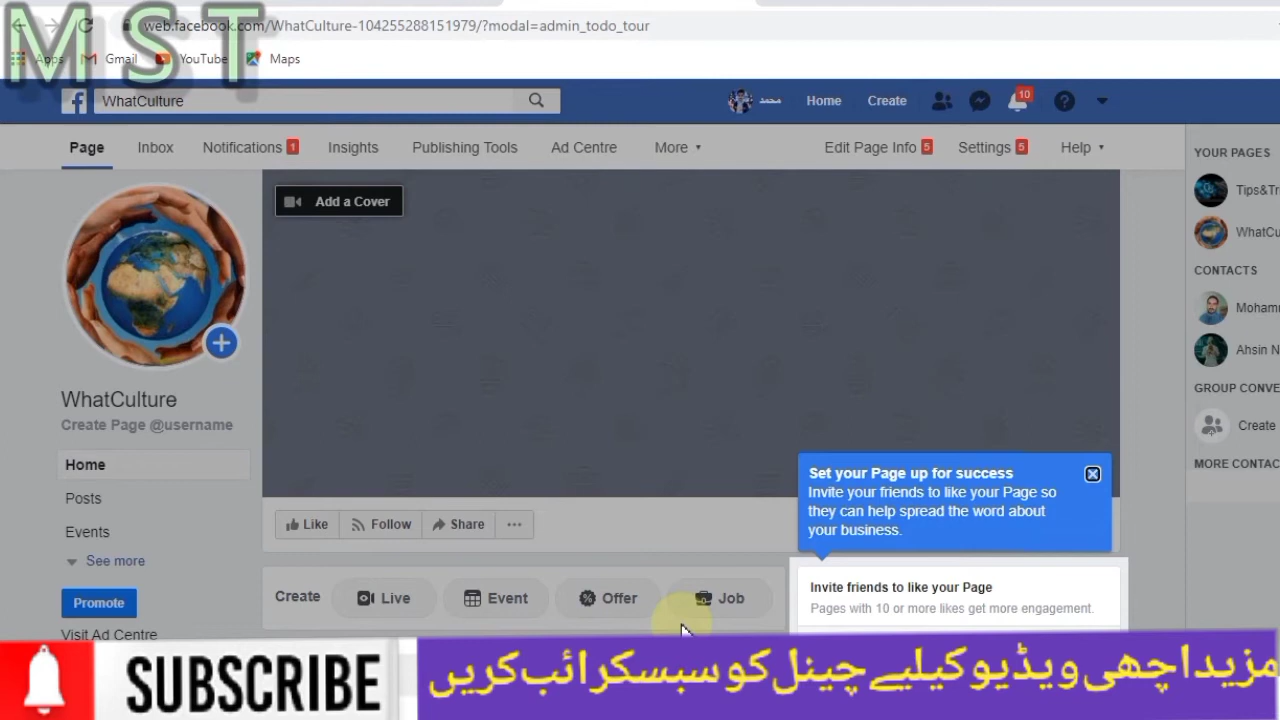 MST
web.facebook.com/WhatCulture-104255288151979/?modal=admin_todo_tour
Apps Gmail YouTube Maps
WhatCulture
محمد Home Create 10
Page Inbox Notifications 1 Insights Publishing Tools Ad Centre More Edit Page Info 5 Settings 5 Help
YOUR PAGES
Tips&Tr
WhatCu
CONTACTS
Mohamm
Ahsin N
GROUP CONVE
Create
MORE CONTAC
Add a Cover
WhatCulture
Create Page @username
Home
Posts
Events
See more
Promote
Visit Ad Centre
Like Follow Share ...
Create Live Event Offer Job
Set your Page up for success
Invite your friends to like your Page so
they can help spread the word about
your business.
Invite friends to like your Page
Pages with 10 or more likes get more engagement.
SUBSCRIBE
مزید اچھی ویڈیو کیلیے چینل کو سبسکرائب کریں